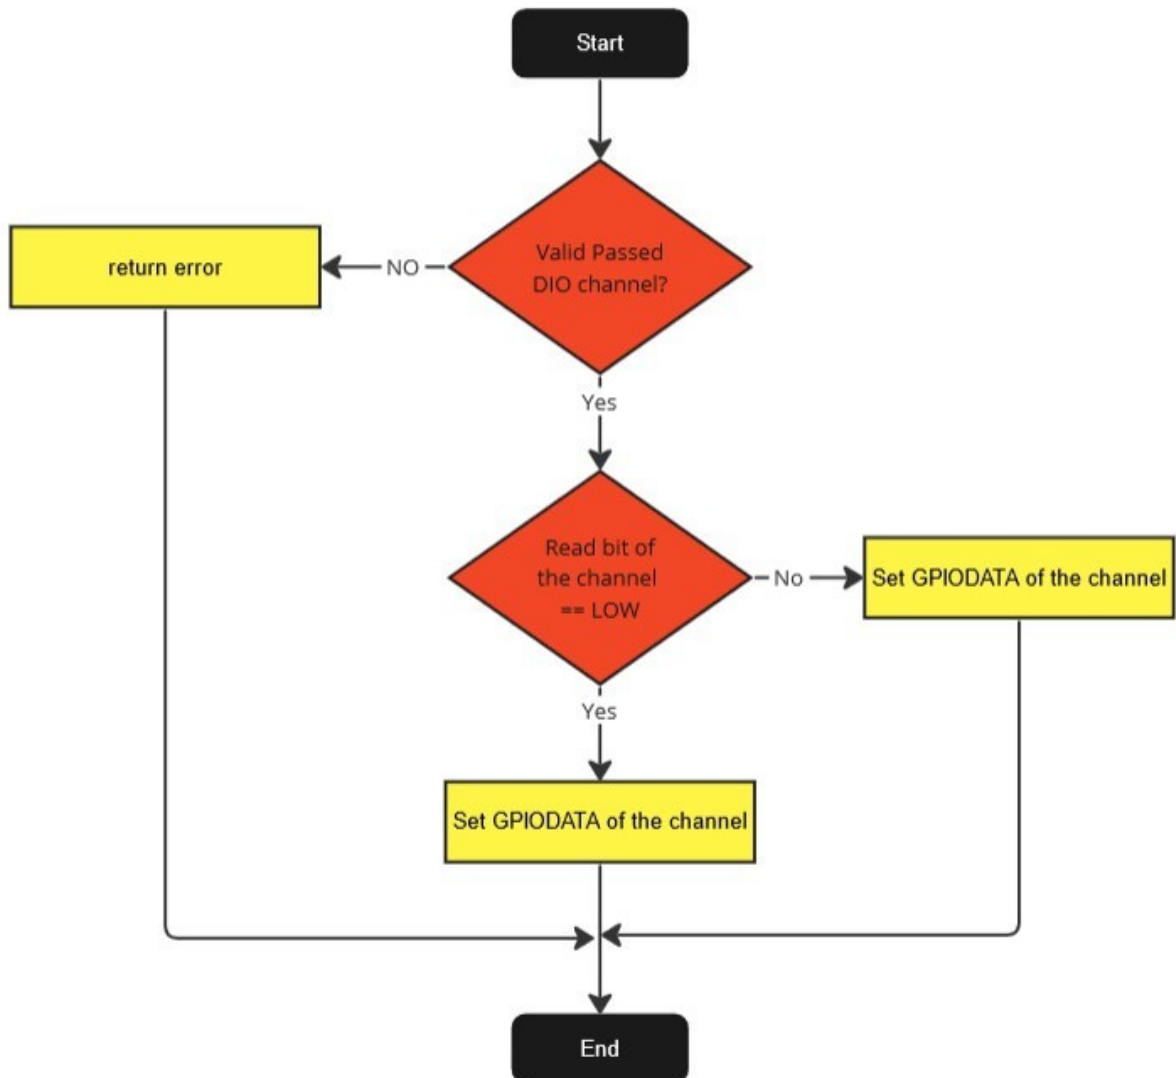 Start
Valid Passed
DIO channel?
NO
return error
Yes
Read bit of
the channel
== LOW
No
Set GPIODATA of the channel
Yes
Set GPIODATA of the channel
End